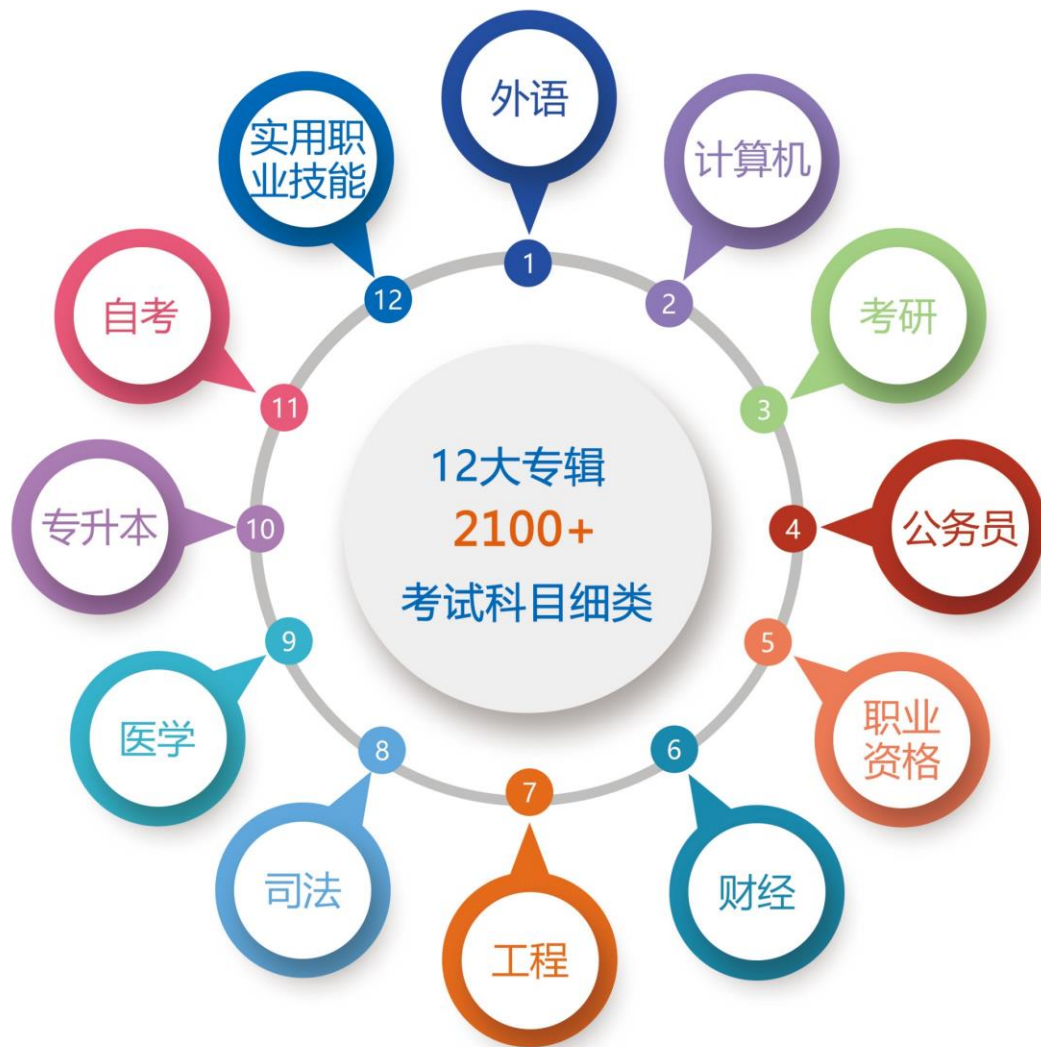 外语
1
计算机
2
考研
3
公务员
4
职业
资格
5
财经
6
工程
7
司法
8
医学
9
专升本
10
自考
11
实用职
业技能
12
12大专辑
2100+
考试科目细类